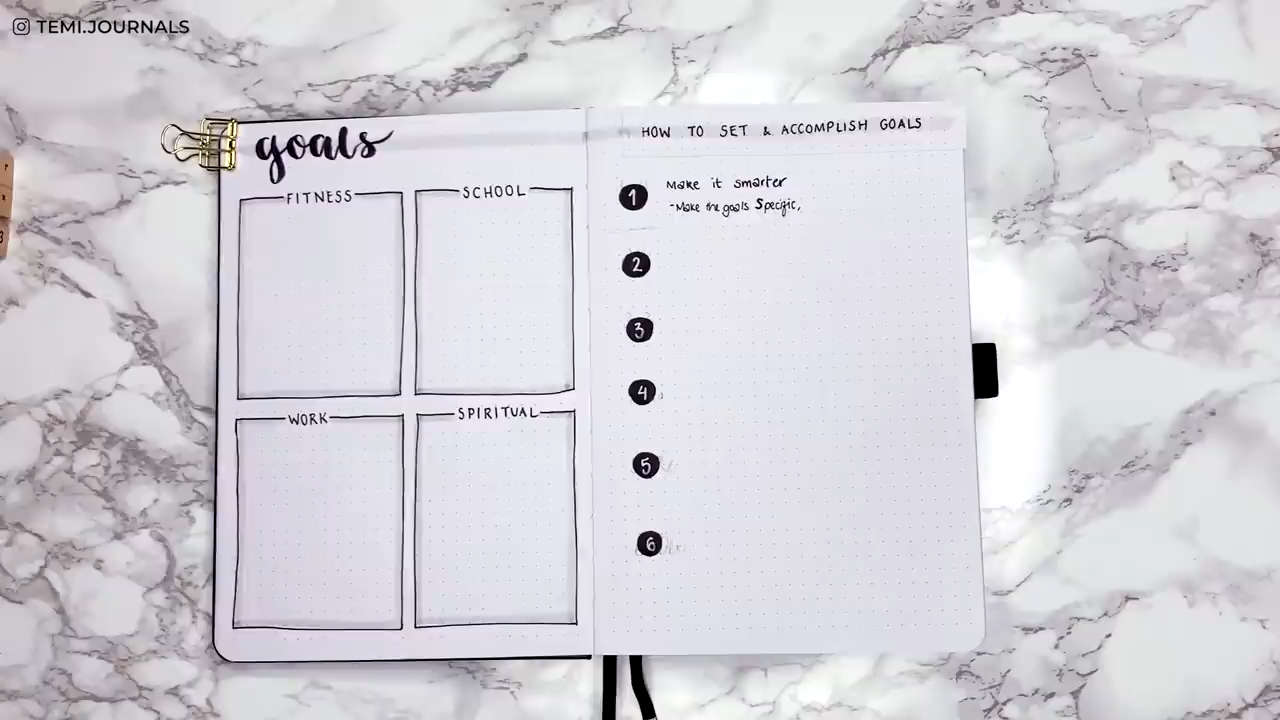 TEMI.JOURNALS
goals
FITNESS
SCHOOL
WORK
SPIRITUAL
HOW TO SET & ACCOMPLISH GOALS
1 Make it smarter
-Make the goals Specific,
2
3
4
5
6